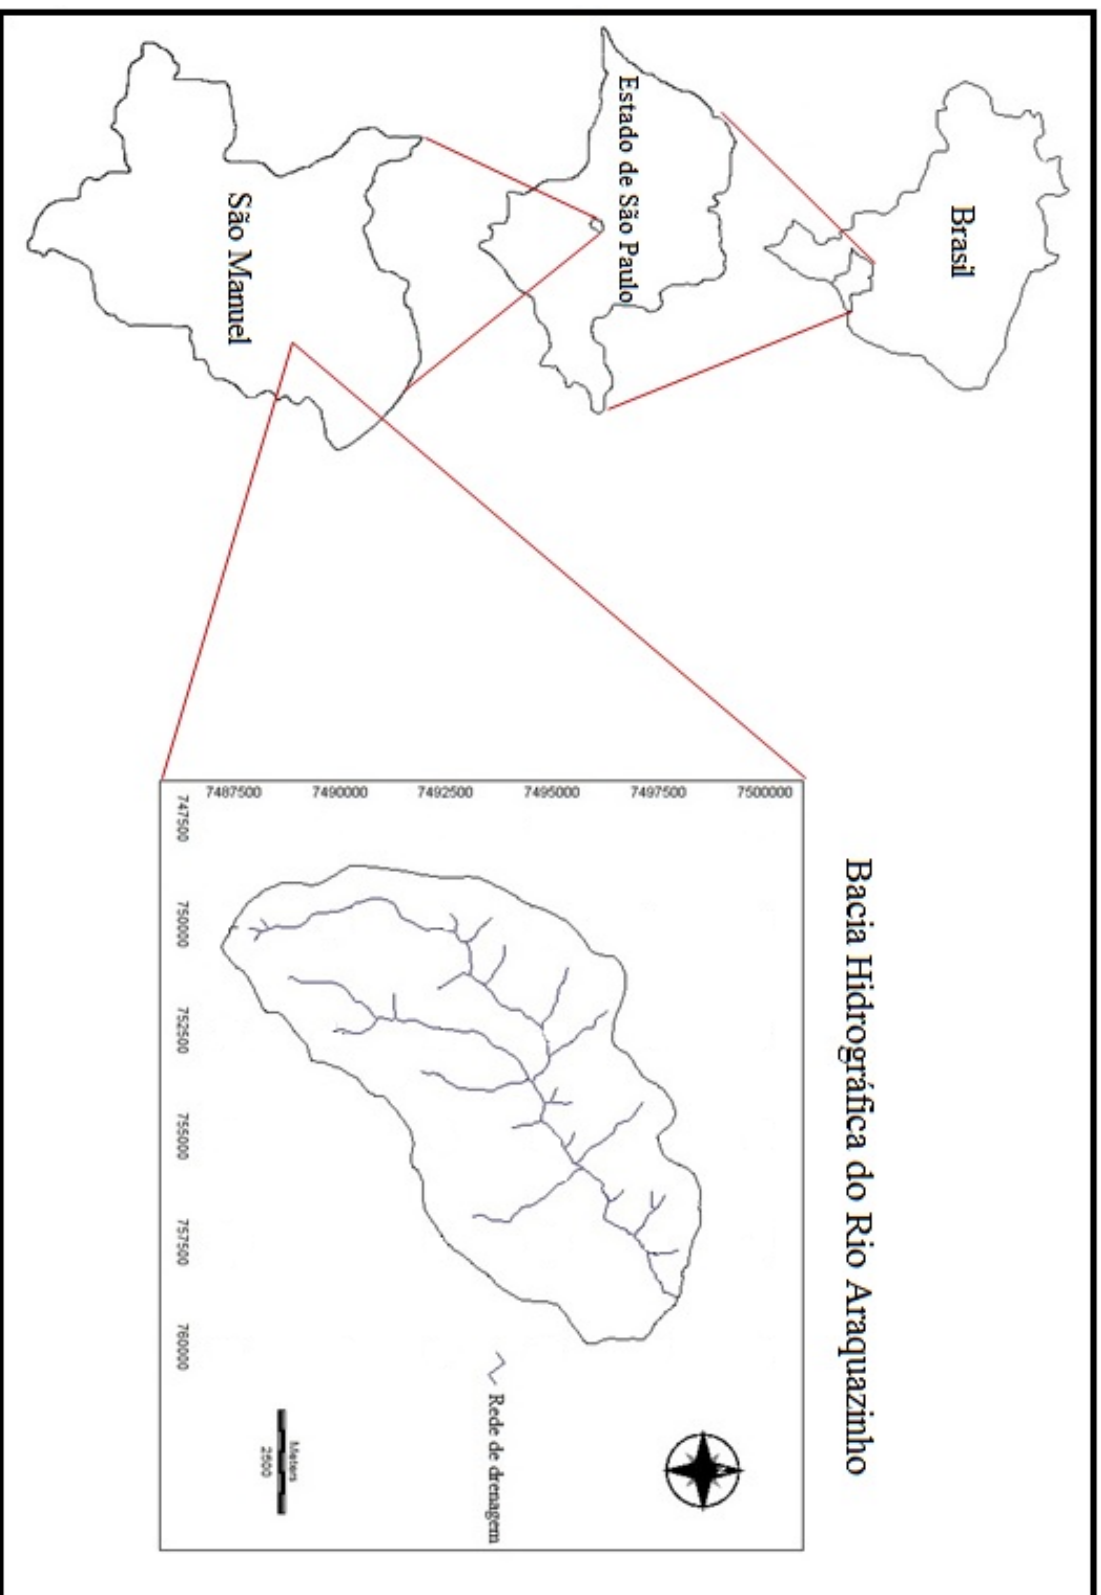 Brasil
Estado de São Paulo
São Manuel
Bacia Hidrográfica do Rio Araquazinho
7500000
7497500
7495000
7492500
7490000
7487500
747500
750000
752500
755000
757500
760000
Rede de drenagem
Meters
2500